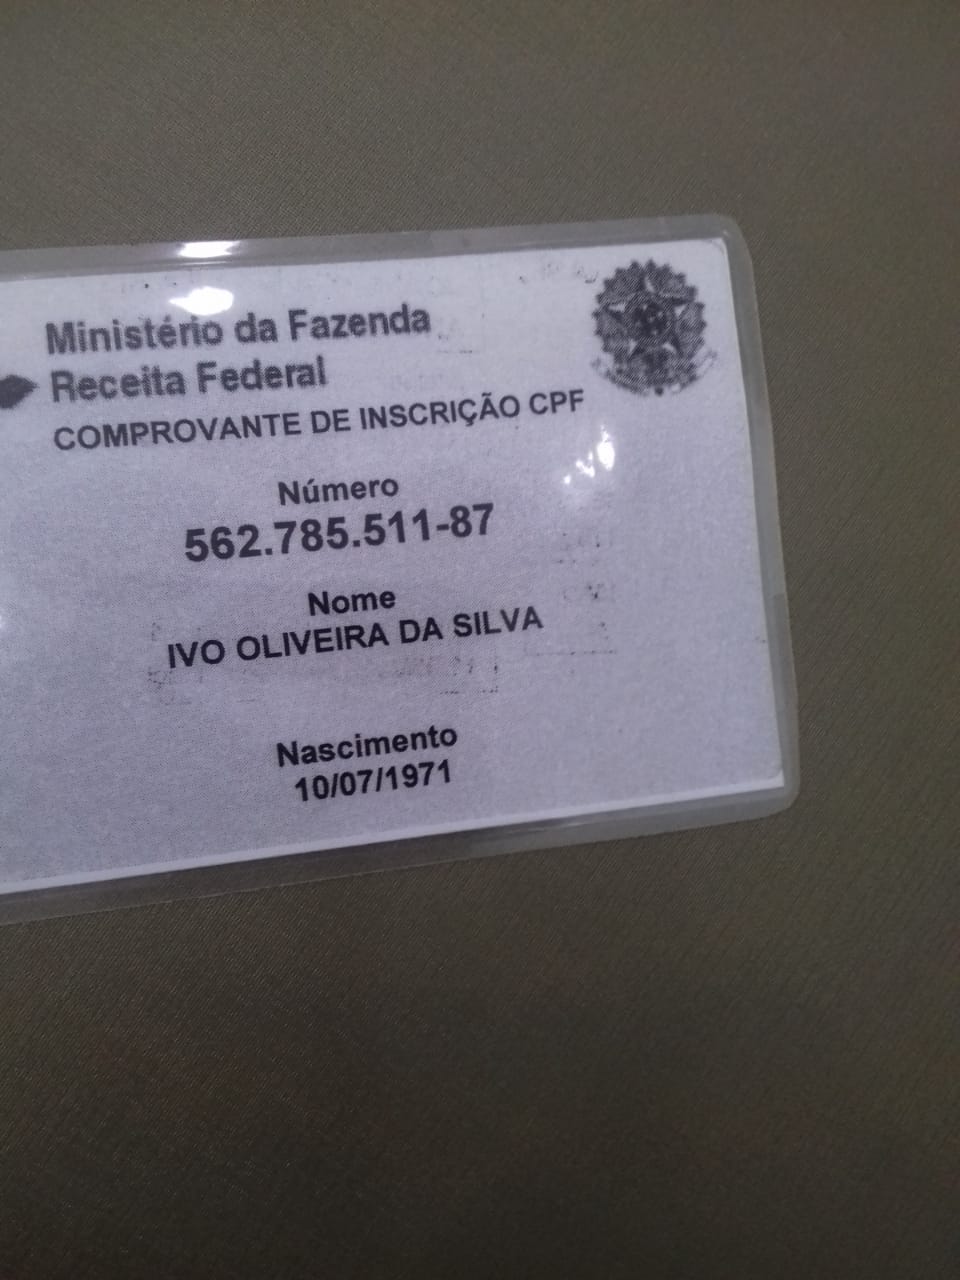 Ministério da Fazenda
Receita Federal
COMPROVANTE DE INSCRIÇÃO CPF
Número
562.785.511-87
Nome
IVO OLIVEIRA DA SILVA
Nascimento
10/07/1971